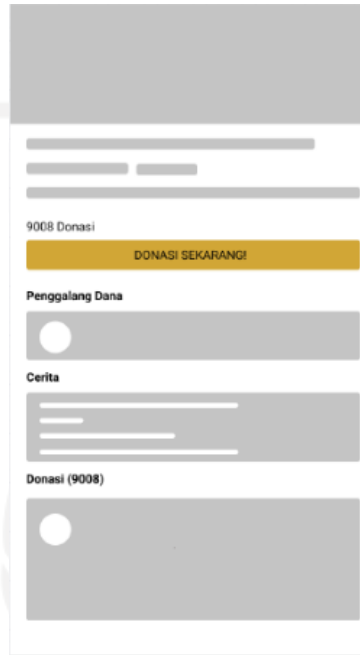 9008 Donasi
DONASI SEKARANG!
Penggalang Dana
Cerita
Donasi (9008)